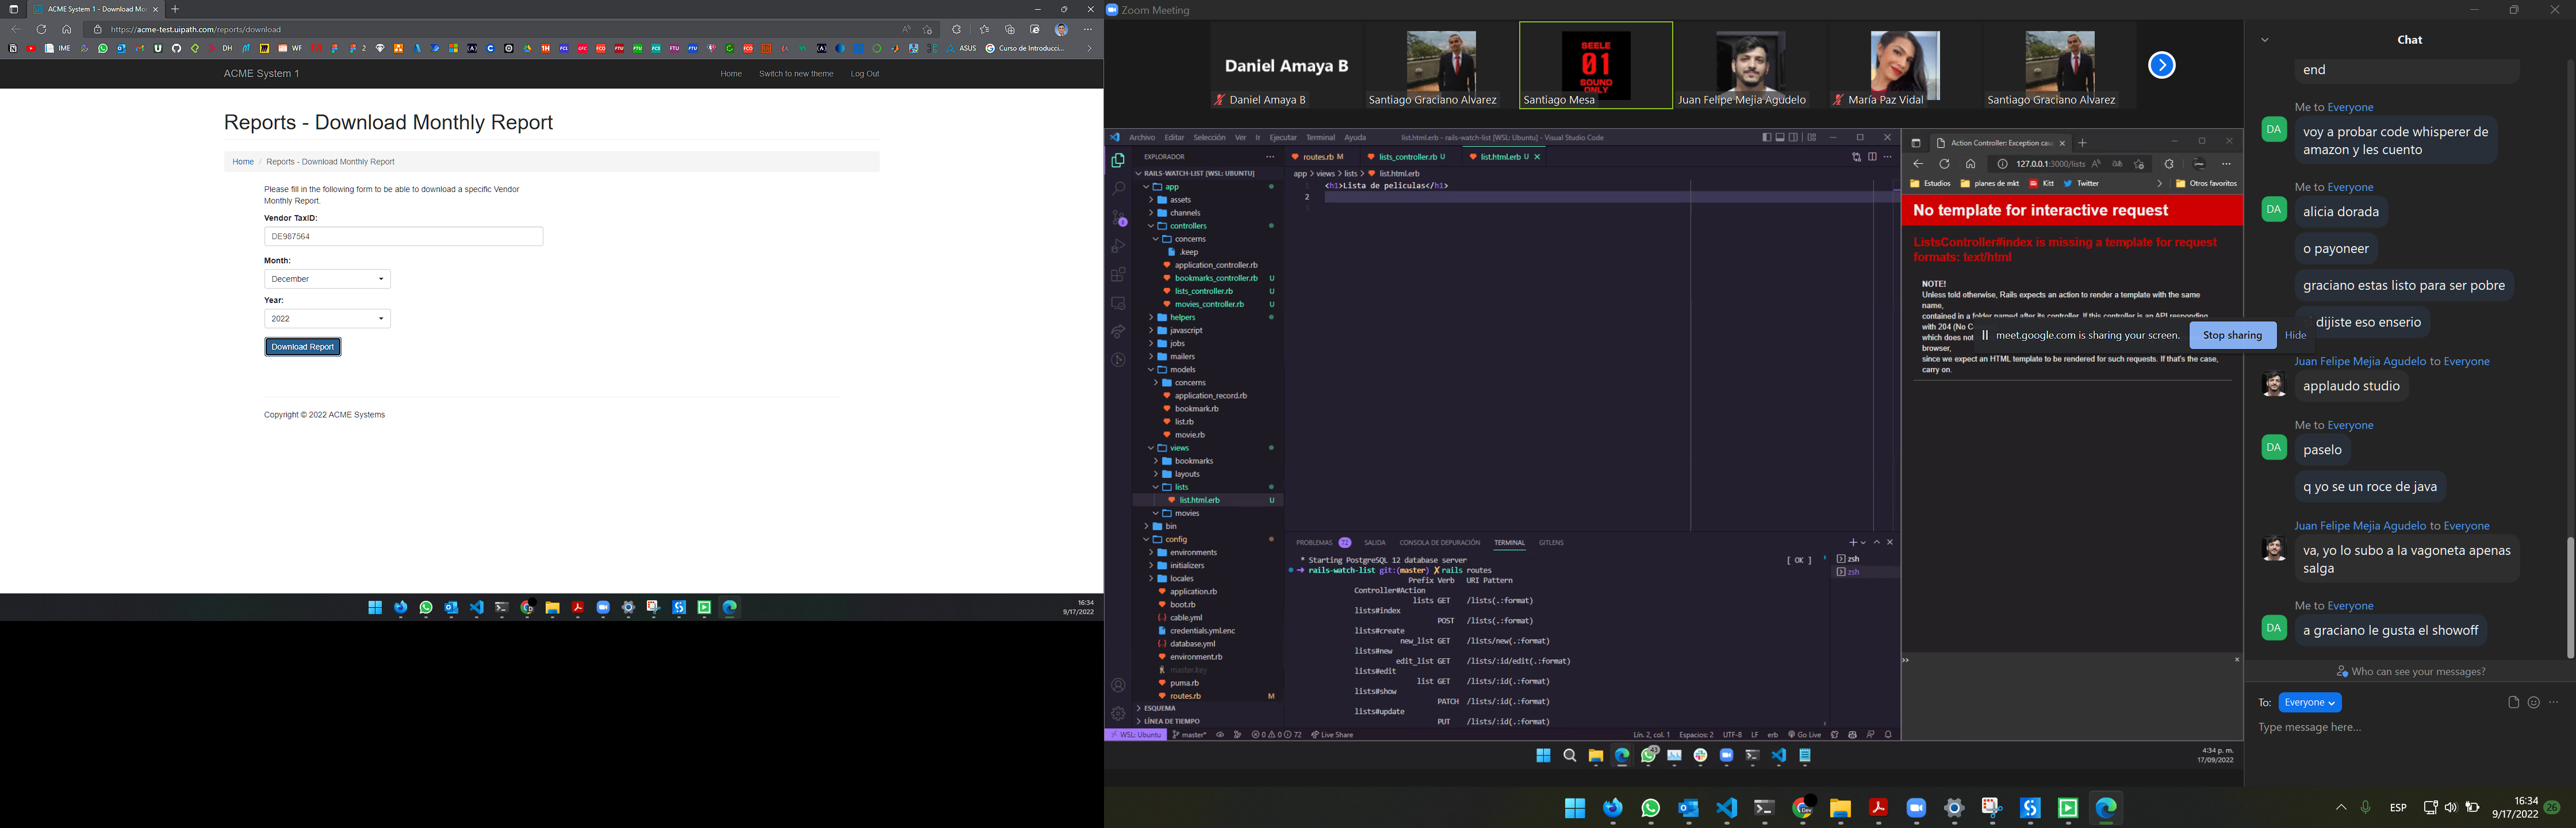 ACME System 1 - Download Mon
https://acme-test.uipath.com/reports/download
IME
DH
WF
2
ASUS
Curso de Introducci...
ACME System 1
Home
Switch to new theme
Log Out
Reports - Download Monthly Report
Home / Reports - Download Monthly Report
Please fill in the following form to be able to download a specific Vendor
Monthly Report.
Vendor TaxID:
DE987564
Month:
December
Year:
2022
Download Report
Copyright © 2022 ACME Systems
16:34
9/17/2022
Zoom Meeting
Daniel Amaya B
Daniel Amaya B
Santiago Graciano Alvarez
SEELE
01
SOUND
ONLY
Santiago Mesa
Juan Felipe Mejia Agudelo
María Paz Vidal
Santiago Graciano Alvarez
Archivo Editar Selección Ver Ir Ejecutar Terminal Ayuda
list.html.erb - rails-watch-list [WSL: Ubuntu] - Visual Studio Code
EXPLORADOR
RAILS-WATCH-LIST [WSL: UBUNTU]
app
assets
channels
controllers
concerns
.keep
application_controller.rb
bookmarks_controller.rb U
lists_controller.rb U
movies_controller.rb U
helpers
javascript
jobs
mailers
models
concerns
application_record.rb
bookmark.rb
list.rb
movie.rb
views
bookmarks
layouts
lists
list.html.erb U
movies
bin
config
environments
initializers
locales
application.rb
boot.rb
cable.yml
credentials.yml.enc
database.yml
environment.rb
master.key
puma.rb
routes.rb M
ESQUEMA
LÍNEA DE TIEMPO
routes.rb M
lists_controller.rb U
list.html.erb U
app > views > lists > list.html.erb
1 <h1>Lista de peliculas</h1>
2
3
PROBLEMAS 72 SALIDA CONSOLA DE DEPURACIÓN TERMINAL GITLENS
* Starting PostgreSQL 12 database server [ OK ]
rails-watch-list git:(master) ✗ rails routes
Prefix Verb URI Pattern
Controller#Action
lists GET /lists(.:format)
lists#index
POST /lists(.:format)
lists#create
new_list GET /lists/new(.:format)
lists#new
edit_list GET /lists/:id/edit(.:format)
lists#edit
list GET /lists/:id(.:format)
lists#show
PATCH /lists/:id(.:format)
lists#update
PUT /lists/:id(.:format)
zsh
zsh
WSL: Ubuntu
master*
0 0 72
Live Share
Lín. 2, col. 1
Espacios: 2
UTF-8
LF
erb
Go Live
Action Controller: Exception cau
127.0.0.1:3000/lists
Estudios
planes de mkt
Kitt
Twitter
Otros favoritos
No template for interactive request
ListsController#index is missing a template for request
formats: text/html
NOTE!
Unless told otherwise, Rails expects an action to render a template with the same
name,
contained in a folder named after its controller. If this controller is an API responding
with 204 (No C
which does not
browser,
since we expect an HTML template to be rendered for such requests. If that's the case,
carry on.
meet.google.com is sharing your screen.
Stop sharing
Hide
>>
43
4:34 p. m.
17/09/2022
Chat
end
Me to Everyone
DA
voy a probar code whisperer de
amazon y les cuento
Me to Everyone
DA
alicia dorada
o payoneer
graciano estas listo para ser pobre
dijiste eso enserio
Juan Felipe Mejia Agudelo to Everyone
applaudo studio
Me to Everyone
DA
paselo
q yo se un roce de java
Juan Felipe Mejia Agudelo to Everyone
va, yo lo subo a la vagoneta apenas
salga
Me to Everyone
DA
a graciano le gusta el showoff
Who can see your messages?
To: Everyone
Type message here...
Dev
ESP
16:34
9/17/2022
26